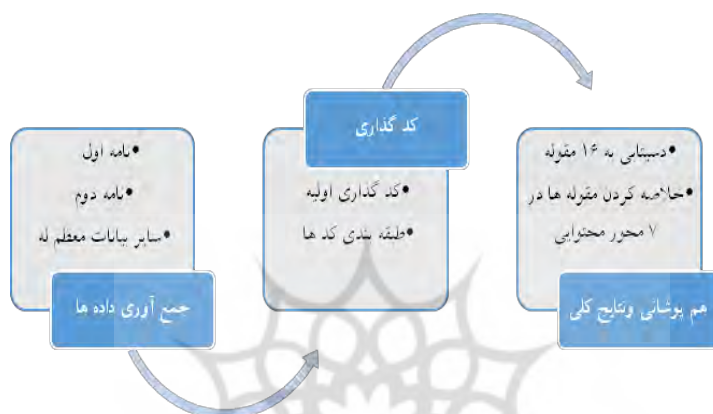 •نامه اول
•نامه دوم
•سایر بیانات معظم له
جمع آوری داده ها
کد گذاری
•کد گذاری اولیه
•طبقه بندی کد ها
•دستیابی به ۱۶ مقوله
•خلاصه کردن مقوله ها در
۷ محور محتوایی
هم پوشانی ونتایج کلی